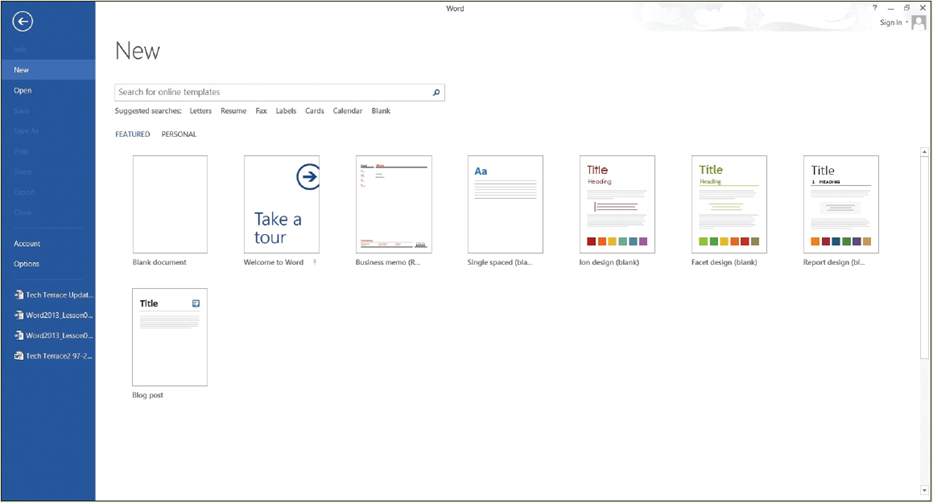 Word
?
Sign in
Info
New
Open
Save
Save As
Print
Share
Export
Close
Account
Options
Tech Terrace Updat...
Word2013_Lesson0...
Word2013_Lesson0...
Tech Terrace2 97-2...
New
Search for online templates
Suggested searches: Letters Resume Fax Labels Cards Calendar Blank
FEATURED PERSONAL
Take a
tour
Aa
Title
Heading
Title
Heading
Title
1 HEADING
Blank document
Welcome to Word
Business memo (R...
Single spaced (bla...
Ion design (blank)
Facet design (blank)
Report design (bl...
Title
Blog post